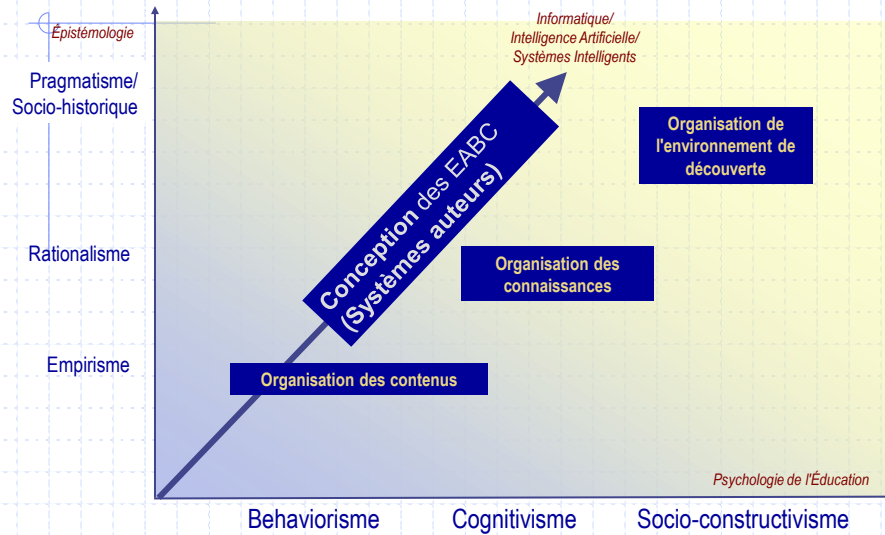 Épistémologie
Informatique/
Intelligence Artificielle/
Systèmes Intelligents
Pragmatisme/
Socio-historique
Organisation de
l'environnement de
découverte
Conception des EABC
(Systèmes auteurs)
Rationalisme
Organisation des
connaissances
Empirisme
Organisation des contenus
Psychologie de l'Éducation
Behaviorisme
Cognitivisme
Socio-constructivisme